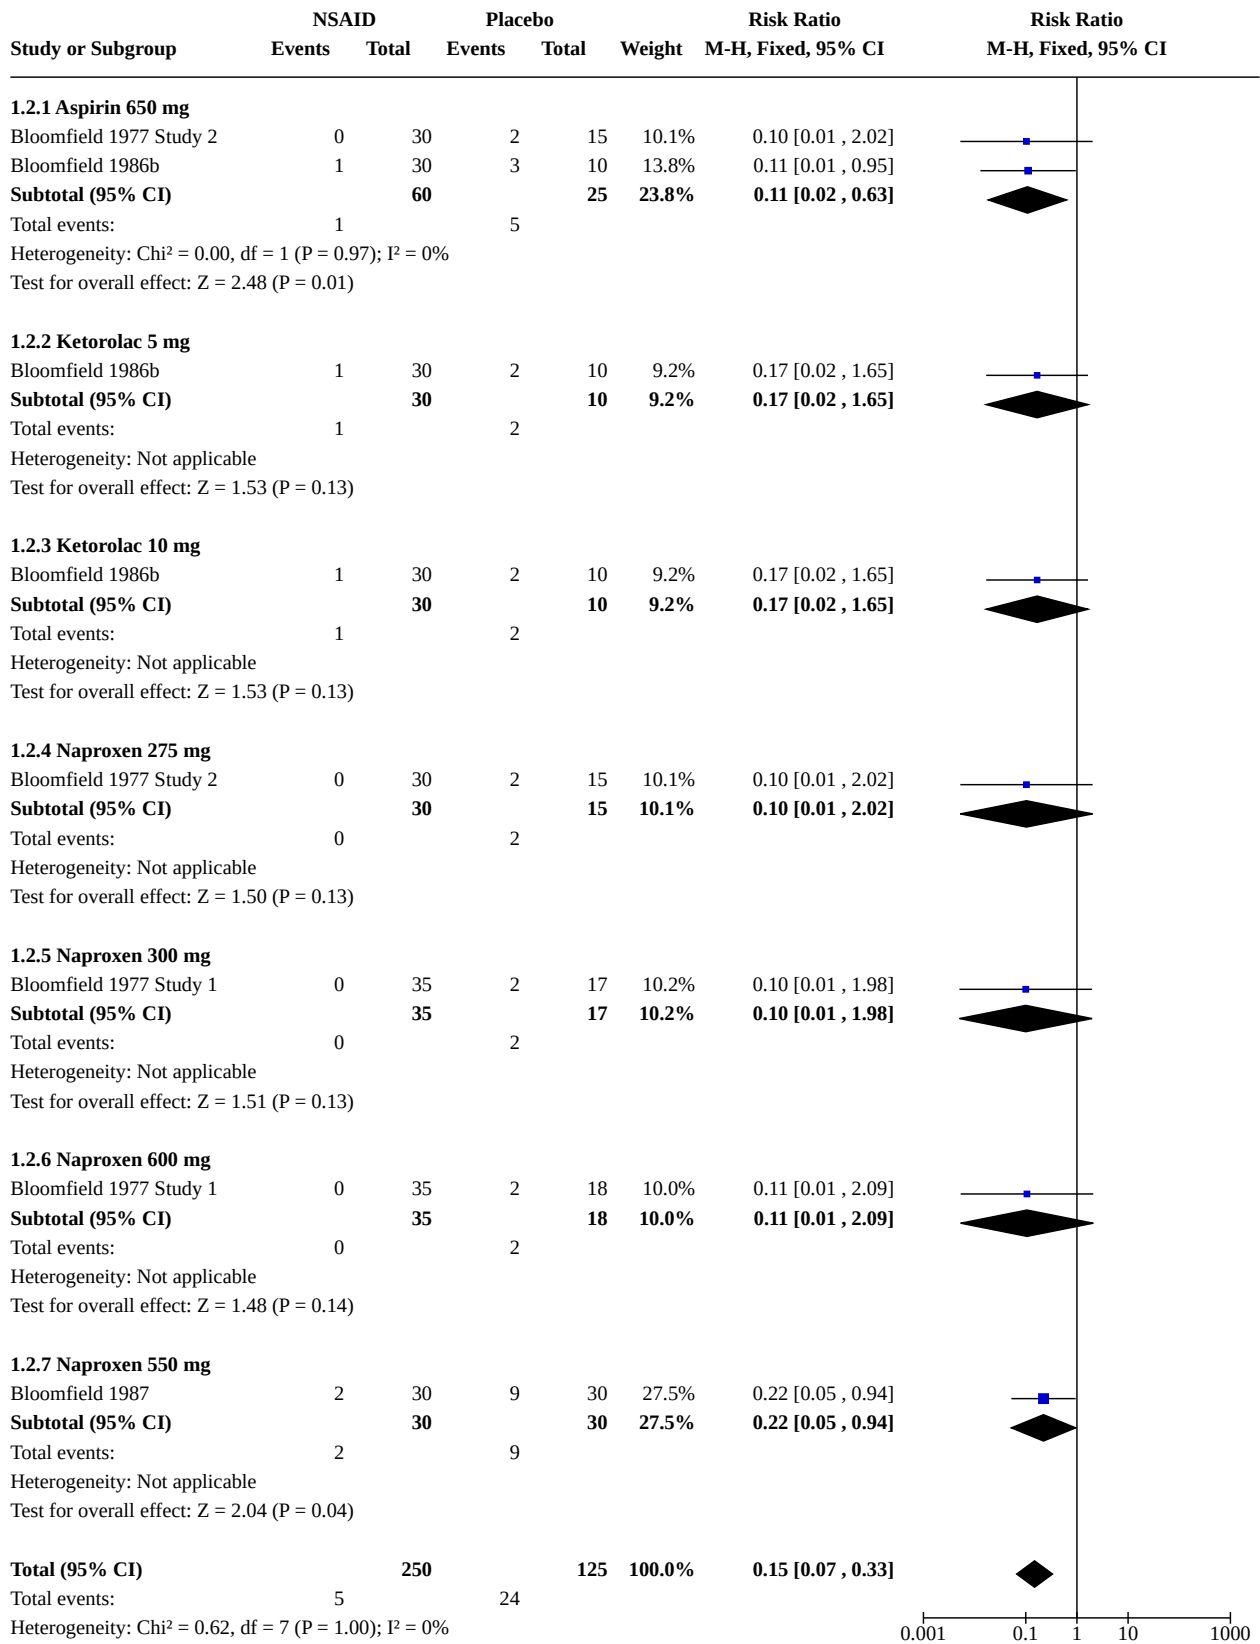 NSAID Placebo Risk Ratio Risk Ratio
Study or Subgroup Events Total Events Total Weight M-H, Fixed, 95% CI M-H, Fixed, 95% CI
1.2.1 Aspirin 650 mg
Bloomfield 1977 Study 2 0 30 2 15 10.1% 0.10 [0.01 , 2.02]
Bloomfield 1986b 1 30 3 10 13.8% 0.11 [0.01 , 0.95]
Subtotal (95% CI) 60 25 23.8% 0.11 [0.02 , 0.63]
Total events: 1 5
Heterogeneity: Chi² = 0.00, df = 1 (P = 0.97); I² = 0%
Test for overall effect: Z = 2.48 (P = 0.01)
1.2.2 Ketorolac 5 mg
Bloomfield 1986b 1 30 2 10 9.2% 0.17 [0.02 , 1.65]
Subtotal (95% CI) 30 10 9.2% 0.17 [0.02 , 1.65]
Total events: 1 2
Heterogeneity: Not applicable
Test for overall effect: Z = 1.53 (P = 0.13)
1.2.3 Ketorolac 10 mg
Bloomfield 1986b 1 30 2 10 9.2% 0.17 [0.02 , 1.65]
Subtotal (95% CI) 30 10 9.2% 0.17 [0.02 , 1.65]
Total events: 1 2
Heterogeneity: Not applicable
Test for overall effect: Z = 1.53 (P = 0.13)
1.2.4 Naproxen 275 mg
Bloomfield 1977 Study 2 0 30 2 15 10.1% 0.10 [0.01 , 2.02]
Subtotal (95% CI) 30 15 10.1% 0.10 [0.01 , 2.02]
Total events: 0 2
Heterogeneity: Not applicable
Test for overall effect: Z = 1.50 (P = 0.13)
1.2.5 Naproxen 300 mg
Bloomfield 1977 Study 1 0 35 2 17 10.2% 0.10 [0.01 , 1.98]
Subtotal (95% CI) 35 17 10.2% 0.10 [0.01 , 1.98]
Total events: 0 2
Heterogeneity: Not applicable
Test for overall effect: Z = 1.51 (P = 0.13)
1.2.6 Naproxen 600 mg
Bloomfield 1977 Study 1 0 35 2 18 10.0% 0.11 [0.01 , 2.09]
Subtotal (95% CI) 35 18 10.0% 0.11 [0.01 , 2.09]
Total events: 0 2
Heterogeneity: Not applicable
Test for overall effect: Z = 1.48 (P = 0.14)
1.2.7 Naproxen 550 mg
Bloomfield 1987 2 30 9 30 27.5% 0.22 [0.05 , 0.94]
Subtotal (95% CI) 30 30 27.5% 0.22 [0.05 , 0.94]
Total events: 2 9
Heterogeneity: Not applicable
Test for overall effect: Z = 2.04 (P = 0.04)
Total (95% CI) 250 125 100.0% 0.15 [0.07 , 0.33]
Total events: 5 24
Heterogeneity: Chi² = 0.62, df = 7 (P = 1.00); I² = 0%
0.001 0.1 1 10 1000